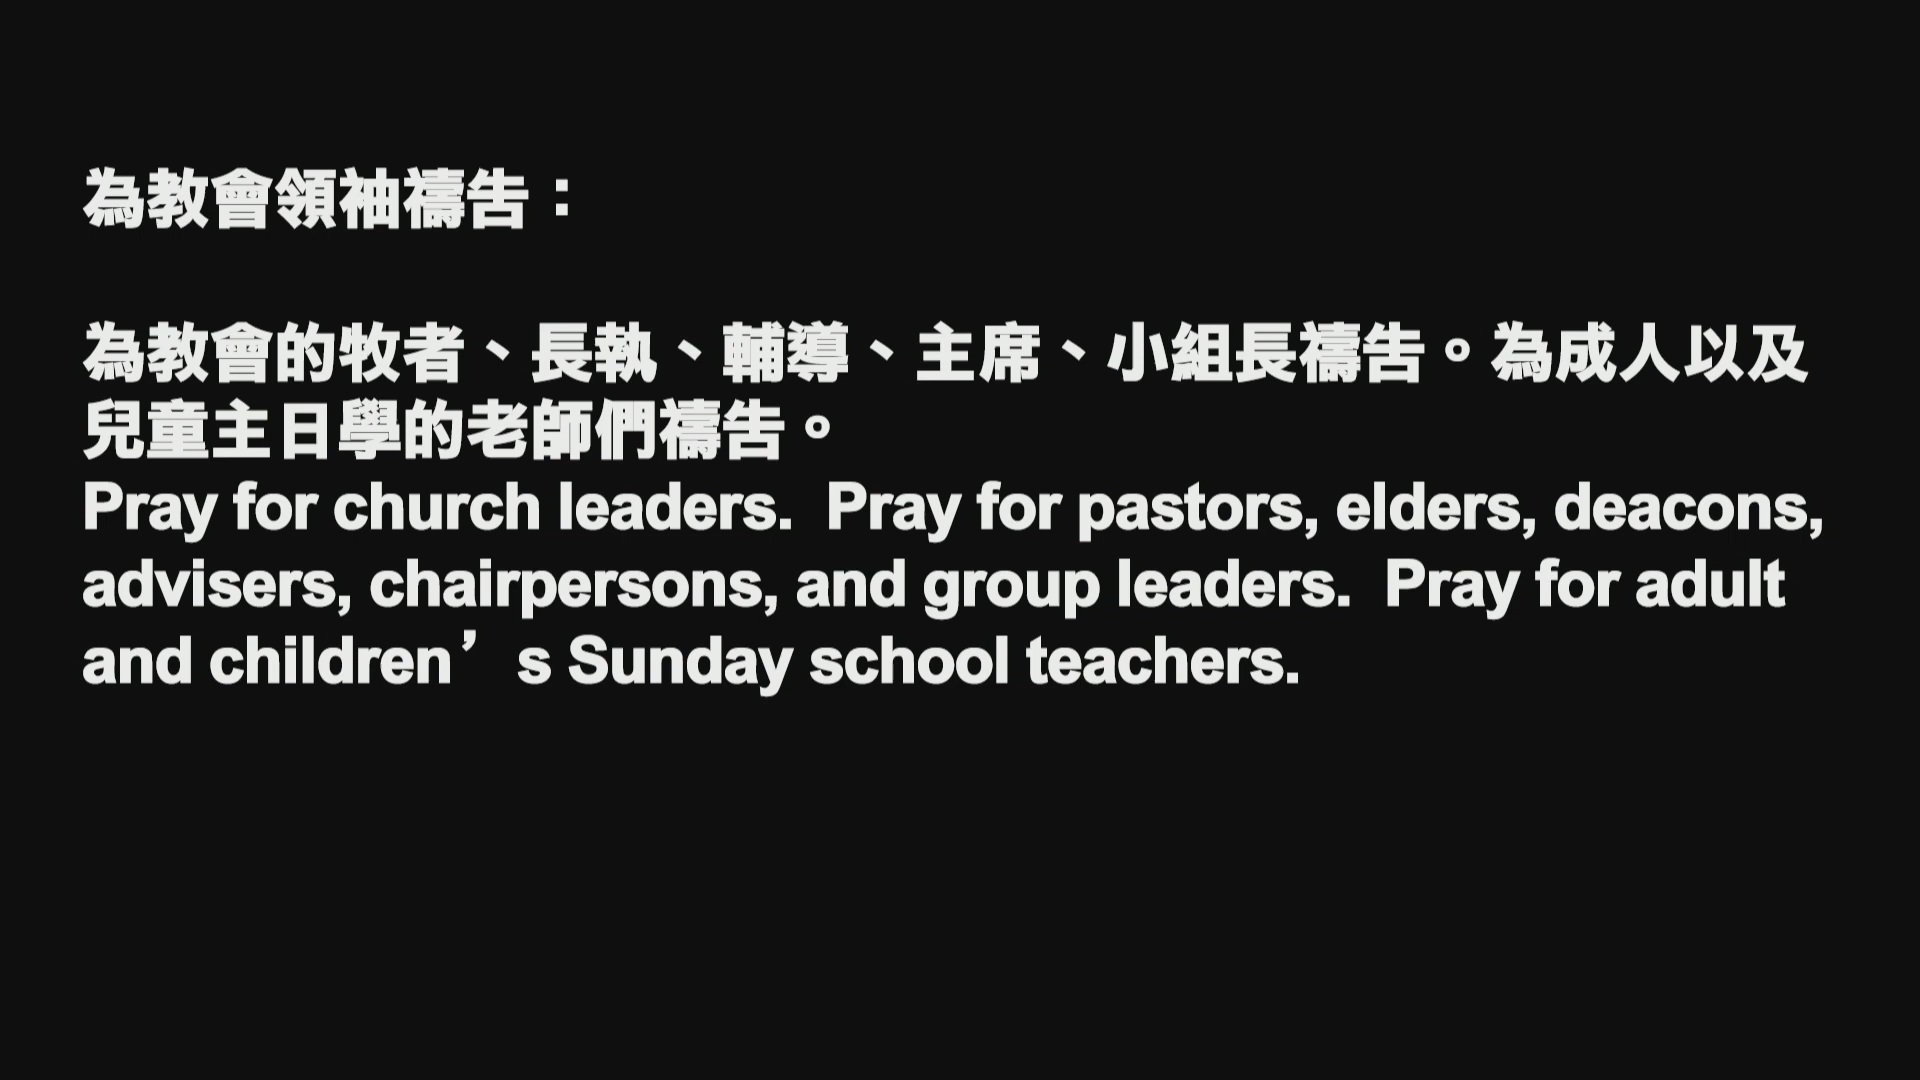 為教會領袖禱告：
為教會的牧者、長執、輔導、主席、小組長禱告。為成人以及
兒童主日學的老師們禱告。
Pray for church leaders.  Pray for pastors, elders, deacons,
advisers, chairpersons, and group leaders.  Pray for adult
and children’s Sunday school teachers.